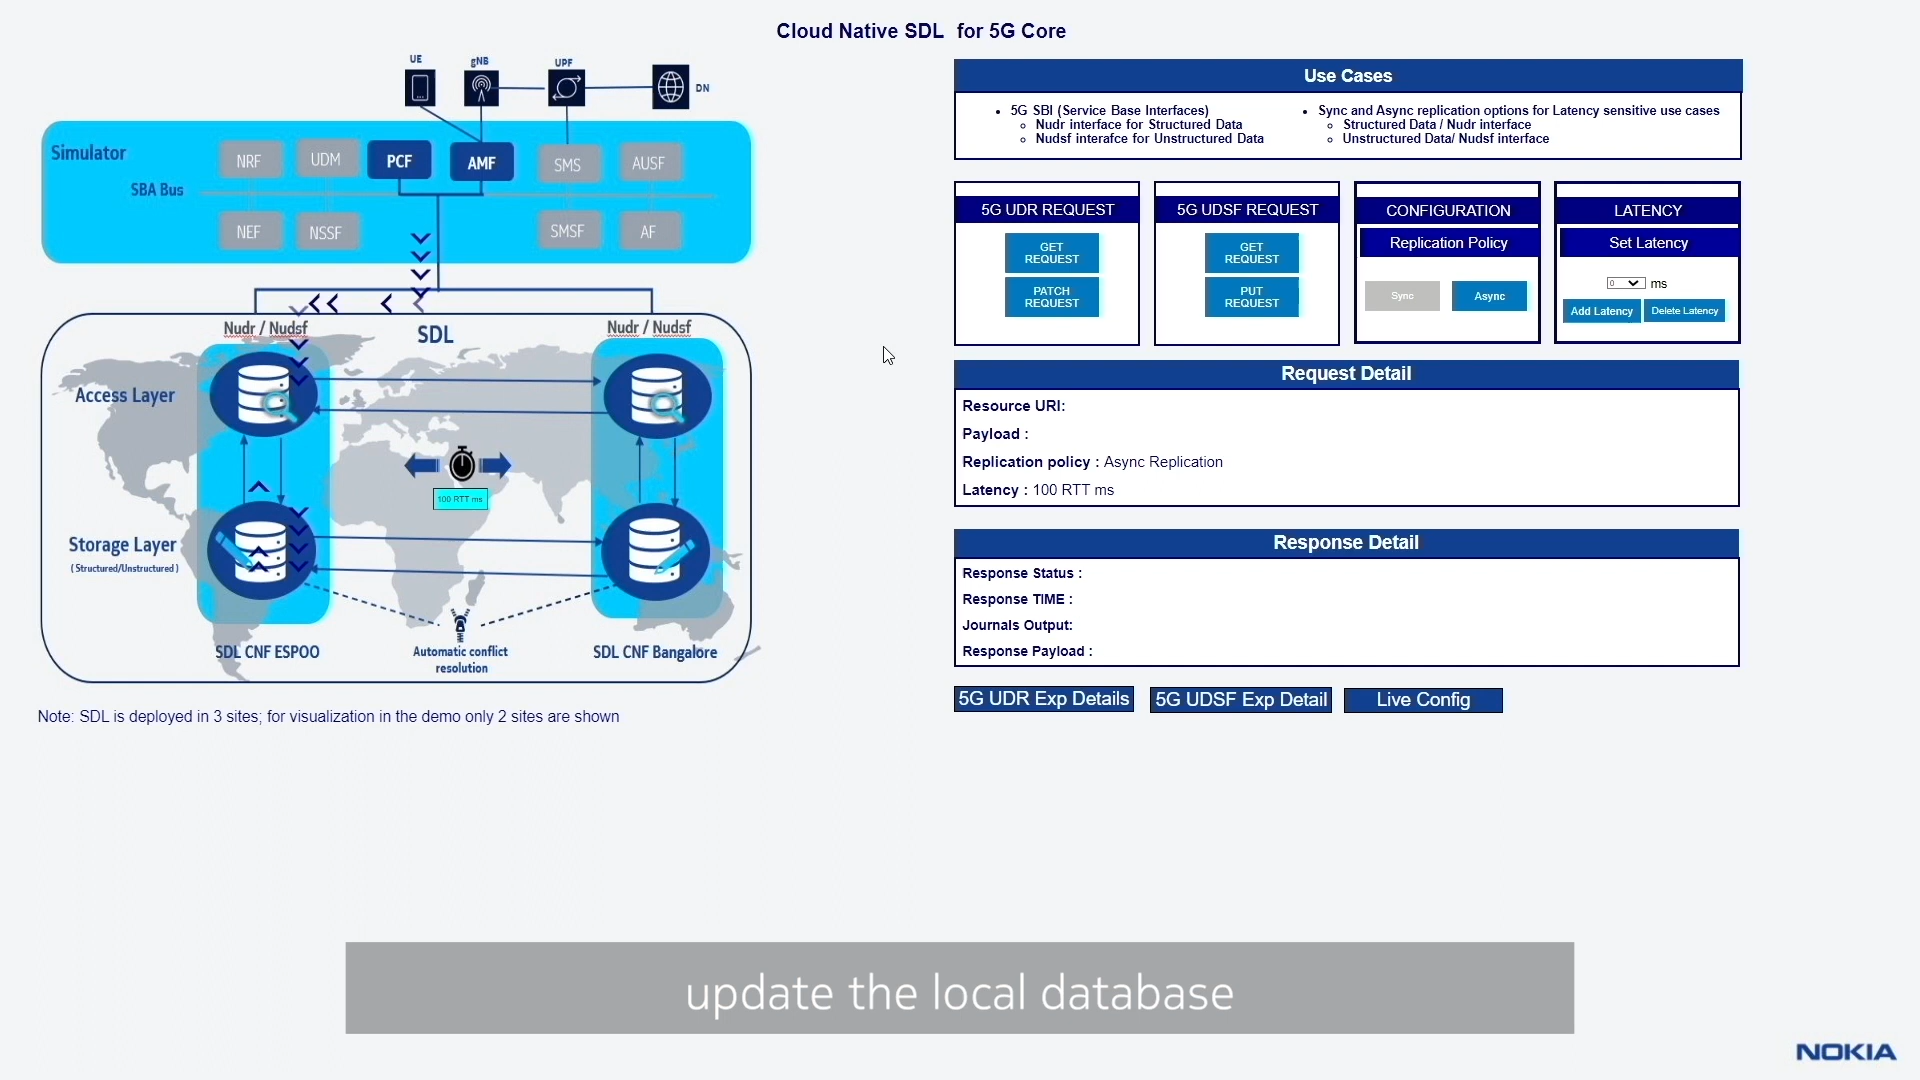 Cloud Native SDL for 5G Core
UE
gNB
UPF
DN
Simulator
NRF
UDM
PCF
AMF
SMS
AUSF
SBA Bus
NEF
NSSF
SMSF
AF
Nudr / Nudsf
SDL
Nudr / Nudsf
Access Layer
100 RTT ms
Storage Layer
( Structured/Unstructured )
SDL CNF ESPOO
Automatic conflict
resolution
SDL CNF Bangalore
Note: SDL is deployed in 3 sites; for visualization in the demo only 2 sites are shown
Use Cases
5G SBI (Service Base Interfaces)
Nudr interface for Structured Data
Nudsf interafce for Unstructured Data
Sync and Async replication options for Latency sensitive use cases
Structured Data / Nudr interface
Unstructured Data/ Nudsf interface
5G UDR REQUEST
GET
REQUEST
PATCH
REQUEST
5G UDSF REQUEST
GET
REQUEST
PUT
REQUEST
CONFIGURATION
Replication Policy
Sync
Async
LATENCY
Set Latency
0 ms
Add Latency
Delete Latency
Request Detail
Resource URI:
Payload :
Replication policy : Async Replication
Latency : 100 RTT ms
Response Detail
Response Status :
Response TIME :
Journals Output:
Response Payload :
5G UDR Exp Details
5G UDSF Exp Detail
Live Config
update the local database
NOKIA